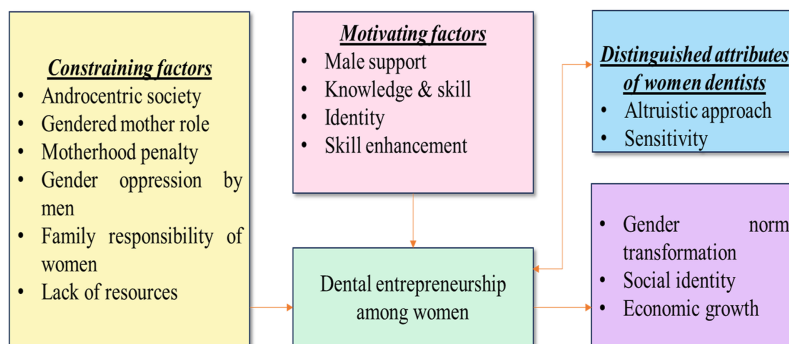 Constraining factors
• Androcentric society
• Gendered mother role
• Motherhood penalty
• Gender oppression by
men
• Family responsibility of
women
• Lack of resources
Motivating factors
• Male support
• Knowledge & skill
• Identity
• Skill enhancement
Dental entrepreneurship
among women
Distinguished attributes
of women dentists
• Altruistic approach
• Sensitivity
• Gender norm
transformation
• Social identity
• Economic growth